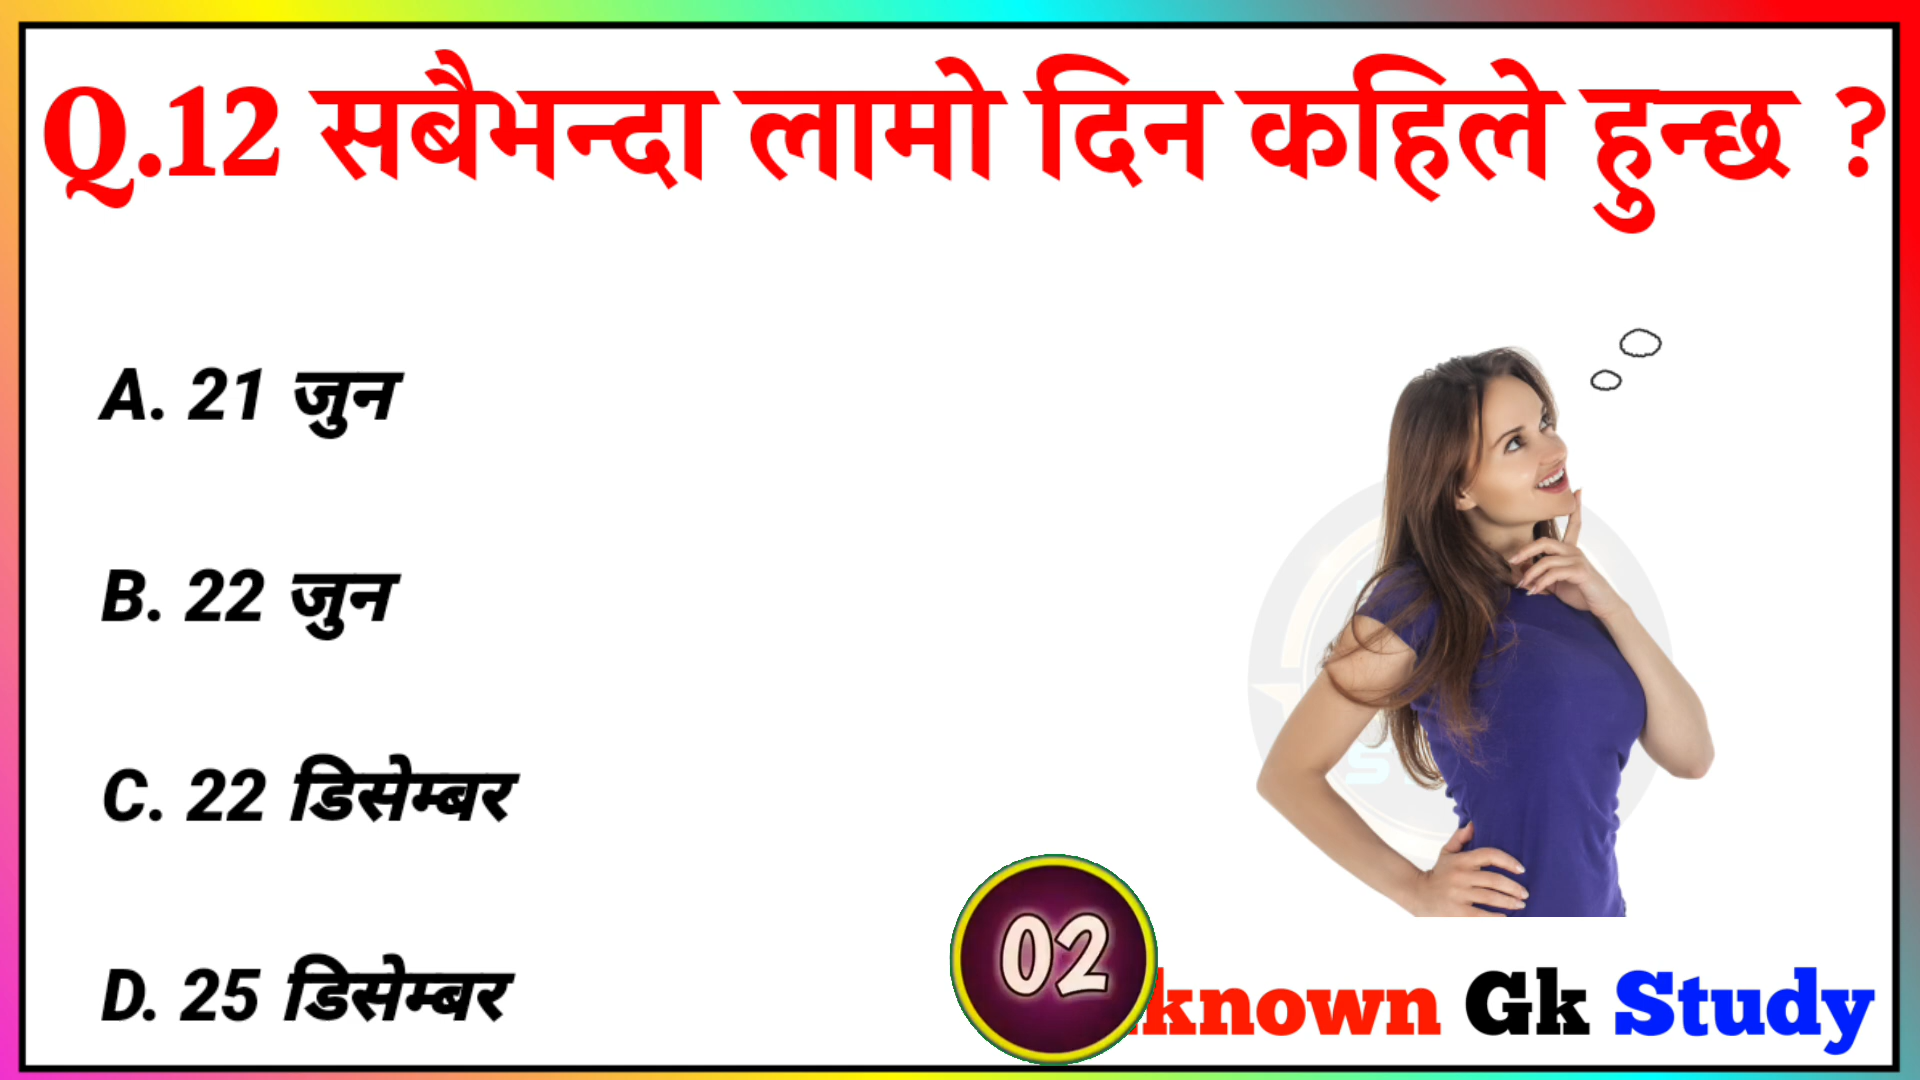 Q.12 सबैभन्दा लामो दिन कहिले हुन्छ ?
A. 21 जुन
B. 22 जुन
C. 22 डिसेम्बर
D. 25 डिसेम्बर
02
known Gk Study